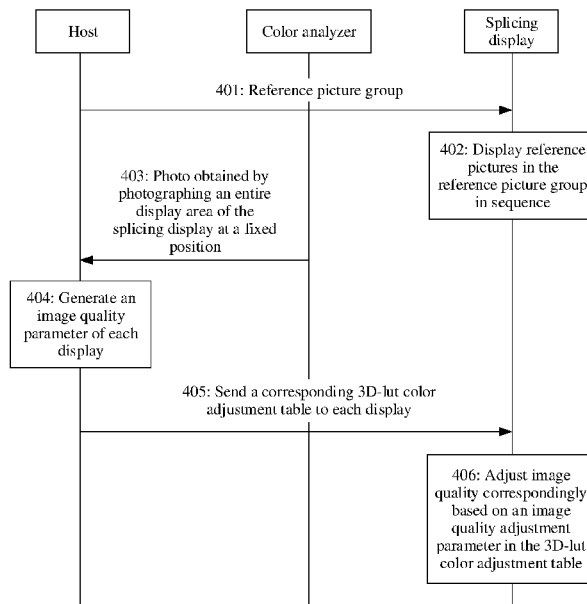 Host
Color analyzer
Splicing
display
401: Reference picture group
402: Display reference
pictures in the
reference picture group
in sequence
403: Photo obtained by
photographing an entire
display area of the
splicing display at a fixed
position
404: Generate an
image quality
parameter of each
display
405: Send a corresponding 3D-lut color
adjustment table to each display
406: Adjust image
quality correspondingly
based on an image
quality adjustment
parameter in the 3D-lut
color adjustment table